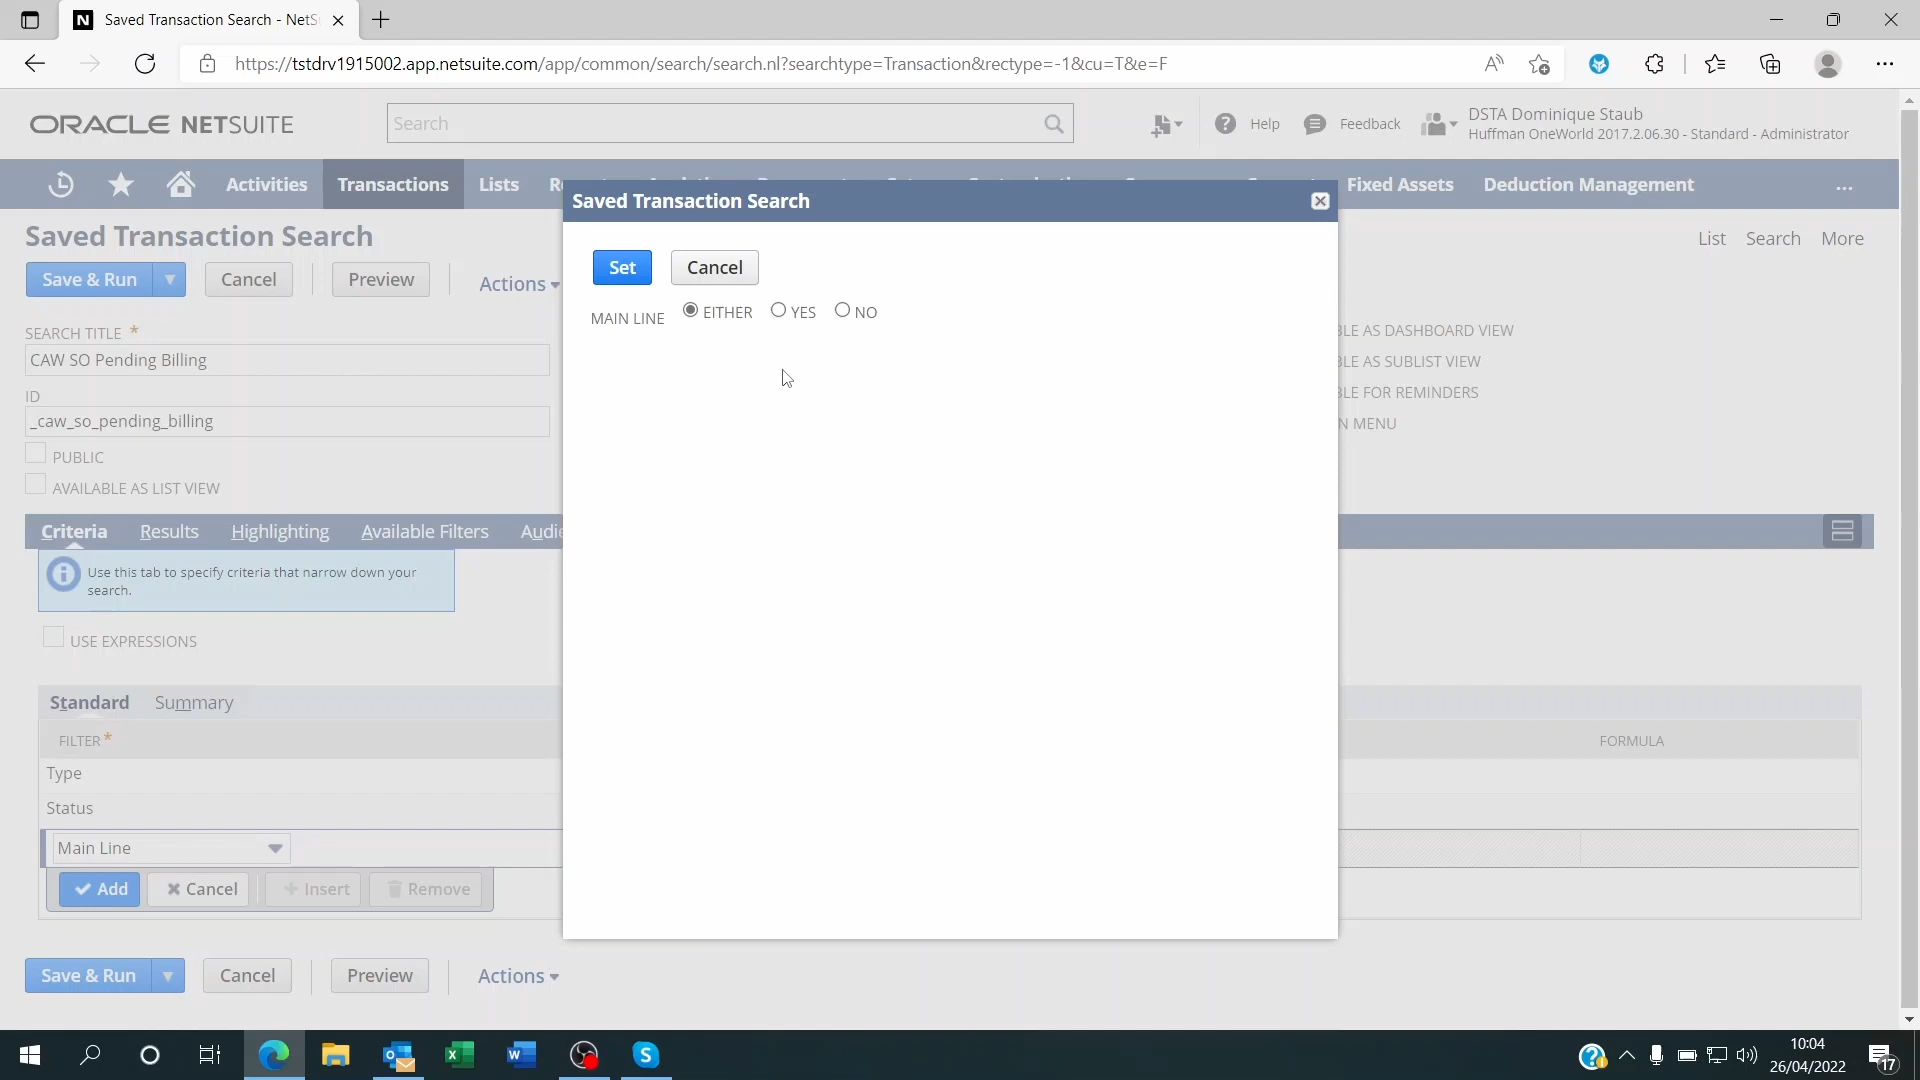 Saved Transaction Search - NetS
https://tstdrv1915002.app.netsuite.com/app/common/search/search.nl?searchtype=Transaction&rectype=-1&cu=T&e=F
ORACLE NETSUITE
Search
Help
Feedback
DSTA Dominique Staub
Huffman OneWorld 2017.2.06.30 - Standard - Administrator
Activities
Transactions
Lists
Fixed Assets
Deduction Management
Saved Transaction Search
List
Search
More
Save & Run
Cancel
Preview
Actions
SEARCH TITLE *
CAW SO Pending Billing
ID
_caw_so_pending_billing
PUBLIC
AVAILABLE AS LIST VIEW
BLE AS DASHBOARD VIEW
BLE AS SUBLIST VIEW
BLE FOR REMINDERS
N MENU
Saved Transaction Search
Set
Cancel
MAIN LINE
EITHER
YES
NO
Criteria
Results
Highlighting
Available Filters
Audie
Use this tab to specify criteria that narrow down your
search.
USE EXPRESSIONS
Standard
Summary
FILTER *
FORMULA
Type
Status
Main Line
Add
Cancel
Insert
Remove
Save & Run
Cancel
Preview
Actions
10:04
26/04/2022
17